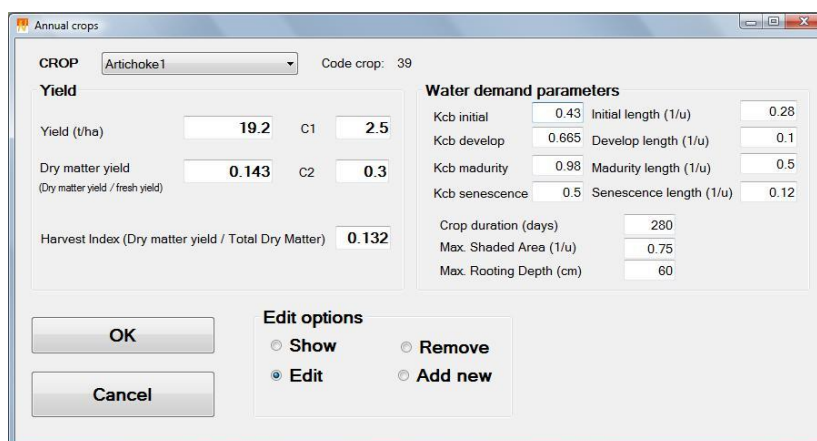 Annual crops
CROP Artichoke1 Code crop: 39
Yield
Yield (t/ha) 19.2 C1 2.5
Dry matter yield 0.143 C2 0.3
(Dry matter yield / fresh yield)
Harvest Index (Dry matter yield / Total Dry Matter) 0.132
Water demand parameters
Kcb initial 0.43 Initial length (1/u) 0.28
Kcb develop 0.665 Develop length (1/u) 0.1
Kcb madurity 0.98 Madurity length (1/u) 0.5
Kcb senescence 0.5 Senescence length (1/u) 0.12
Crop duration (days) 280
Max. Shaded Area (1/u) 0.75
Max. Rooting Depth (cm) 60
OK
Cancel
Edit options
Show Remove
Edit Add new